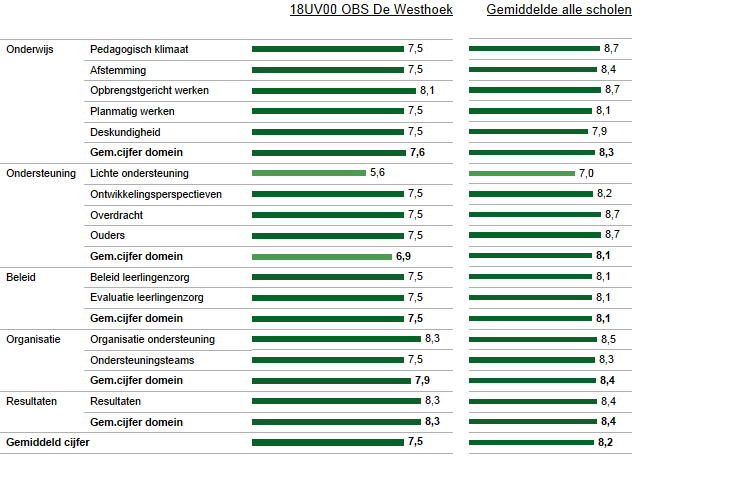 18UV00 OBS De Westhoek Gemiddelde alle scholen
Onderwijs Pedagogisch klimaat 7,5 8,7
Afstemming 7,5 8,4
Opbrengstgericht werken 8,1 8,7
Planmatig werken 7,5 8,1
Deskundigheid 7,5 7,9
Gem.cijfer domein 7,6 8,3
Ondersteuning Lichte ondersteuning 5,6 7,0
Ontwikkelingsperspectieven 7,5 8,2
Overdracht 7,5 8,7
Ouders 7,5 8,7
Gem.cijfer domein 6,9 8,1
Beleid Beleid leerlingenzorg 7,5 8,1
Evaluatie leerlingenzorg 7,5 8,1
Gem.cijfer domein 7,5 8,1
Organisatie Organisatie ondersteuning 8,3 8,5
Ondersteuningsteams 7,5 8,3
Gem.cijfer domein 7,9 8,4
Resultaten Resultaten 8,3 8,4
Gem.cijfer domein 8,3 8,4
Gemiddeld cijfer 7,5 8,2